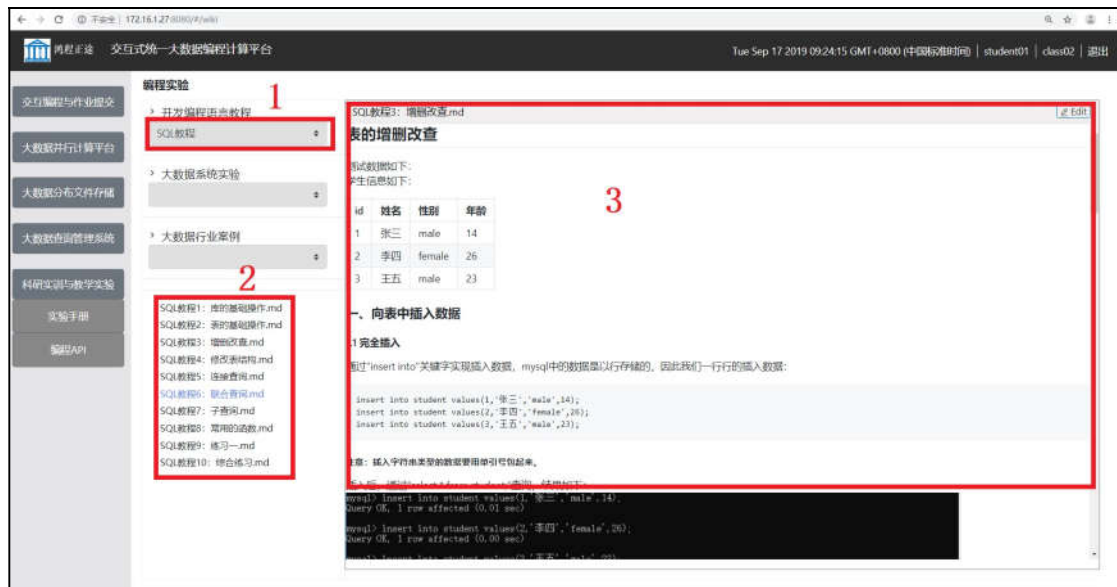 不安全 | 172.16.1.27:8080/#/wiki
鸿程正途 交互式统一大数据编程计算平台
Tue Sep 17 2019 09:24:15 GMT+0800 (中国标准时间) | student01 | class02 | 退出
交互编程与作业提交
大数据并行计算平台
大数据分布文件存储
大数据查询管理系统
科研实训与教学实验
实验手册
编程API
编程实验
1
开发编程语言教程
SQL教程
大数据系统实验
大数据行业案例
2
SQL教程1：库的基础操作.md
SQL教程2：表的基础操作.md
SQL教程3：增删改查.md
SQL教程4：修改表结构.md
SQL教程5：连接查询.md
SQL教程6：联合查询.md
SQL教程7：子查询.md
SQL教程8：常用的函数.md
SQL教程9：练习一.md
SQL教程10：综合练习.md
SQL教程3：增删改查.md
Edit
表的增删改查
测试数据如下：
学生信息如下：
3
id 姓名 性别 年龄
1 张三 male 14
2 李四 female 26
3 王五 male 23
一、向表中插入数据
.1 完全插入
通过"insert into"关键字实现插入数据，mysql中的数据是以行存储的，因此我们一行行的插入数据：
insert into student values(1,'张三','male',14);
insert into student values(2,'李四','female',26);
insert into student values(3,'王五','male',23);
注意：插入字符串类型的数据要用单引号包起来。
mysql> insert into student values(1,'张三','male',14);
Query OK, 1 row affected (0.01 sec)
mysql> insert into student values(2,'李四','female',26);
Query OK, 1 row affected (0.00 sec)
mysql> insert into student values(3,'王五','male',23);